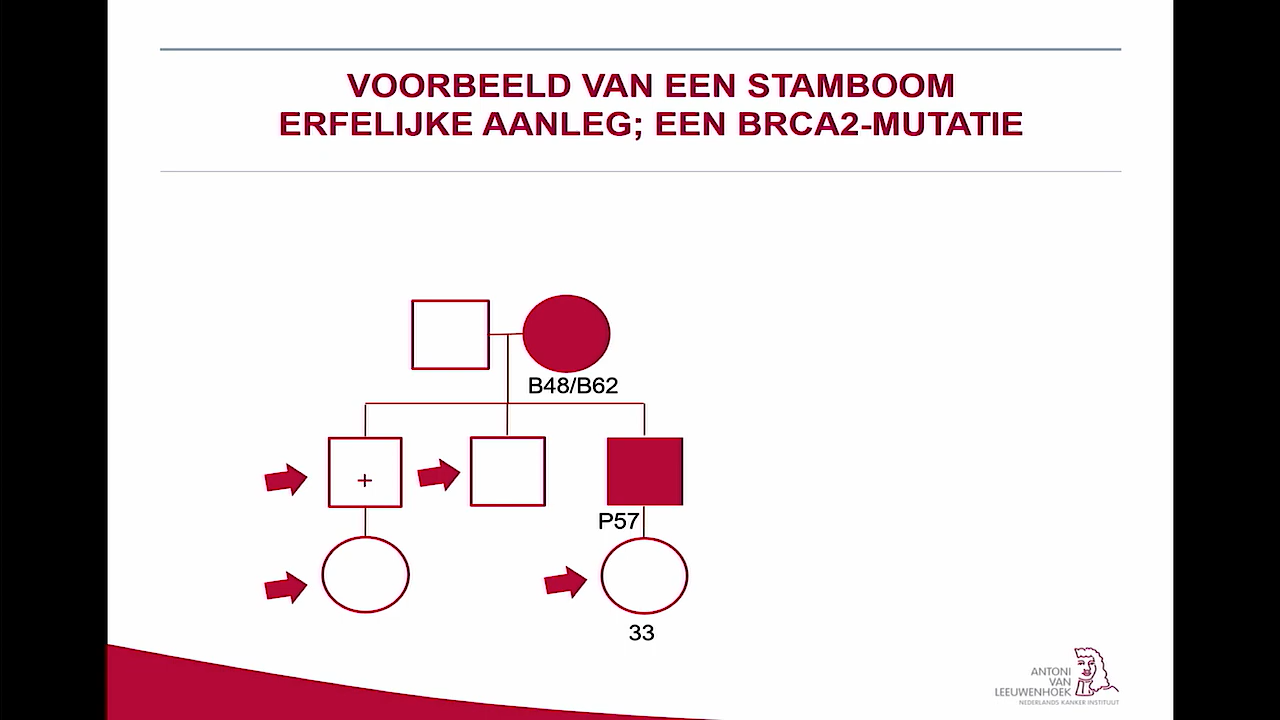 VOORBEELD VAN EEN STAMBOOM
ERFELIJKE AANLEG; EEN BRCA2-MUTATIE
B48/B62
+
P57
33
ANTONI
VAN
LEEUWENHOEK
NEDERLANDS KANKER INSTITUUT